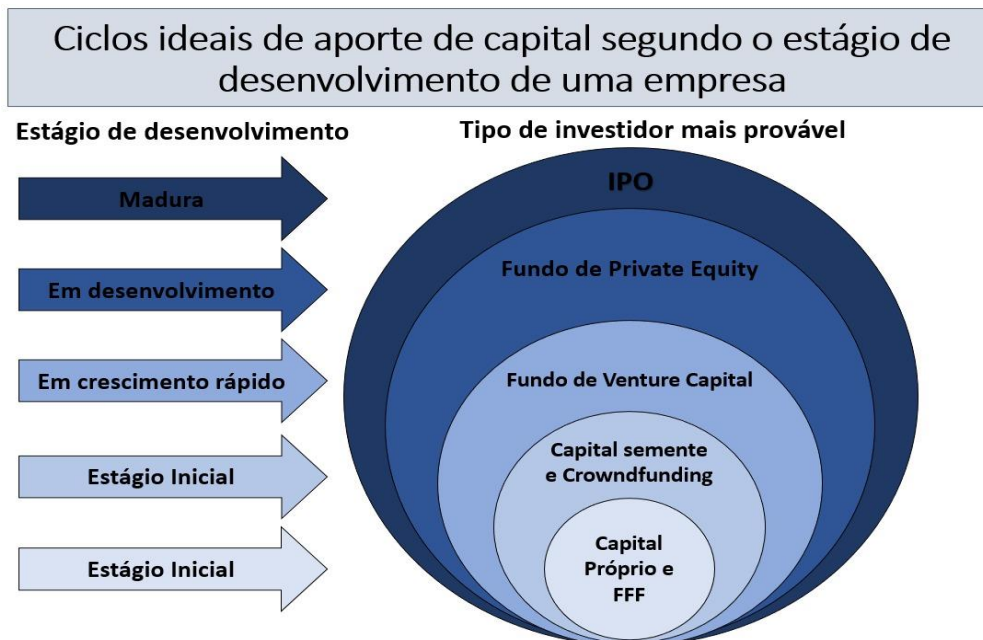 Ciclos ideais de aporte de capital segundo o estágio de
desenvolvimento de uma empresa
Estágio de desenvolvimento
Tipo de investidor mais provável
Madura
IPO
Em desenvolvimento
Fundo de Private Equity
Em crescimento rápido
Fundo de Venture Capital
Estágio Inicial
Capital semente
e Crowndfunding
Estágio Inicial
Capital
Próprio e
FFF